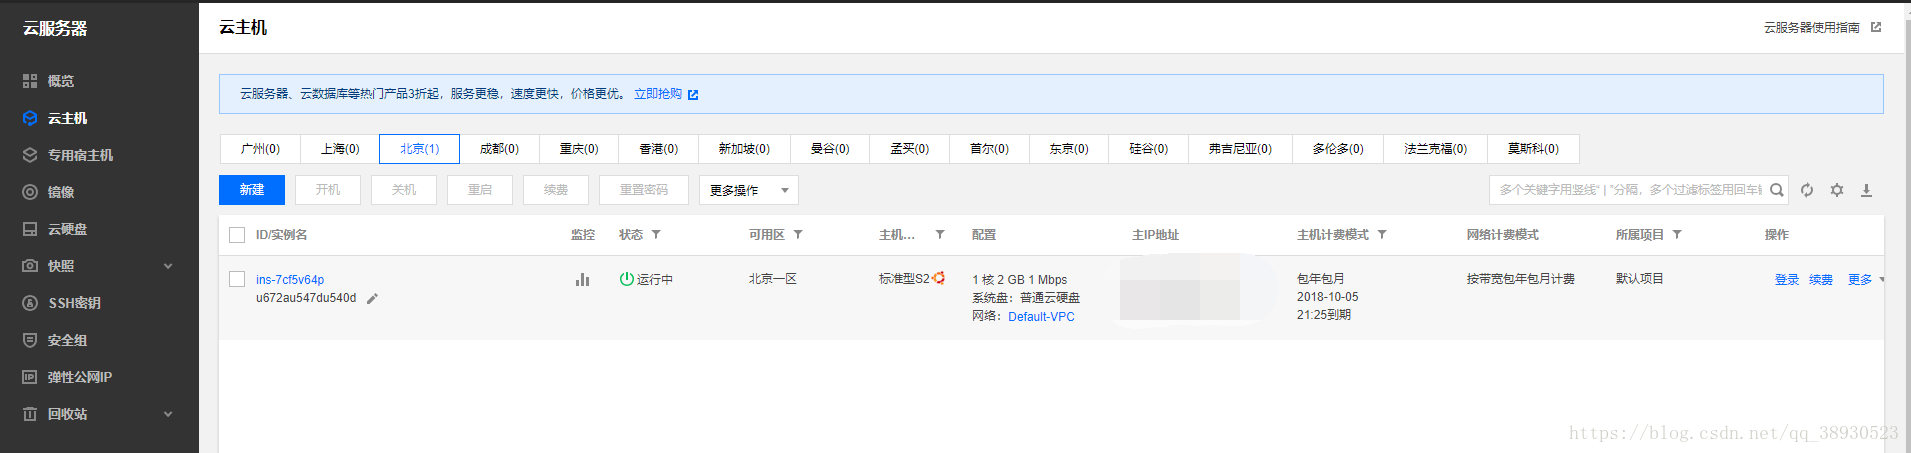 云服务器
云主机
云服务器使用指南
概览
云主机
专用宿主机
镜像
云硬盘
快照
SSH密钥
安全组
弹性公网IP
回收站
云服务器、云数据库等热门产品3折起，服务更稳，速度更快，价格更优。 立即抢购
广州(0) 上海(0) 北京(1) 成都(0) 重庆(0) 香港(0) 新加坡(0) 曼谷(0) 孟买(0) 首尔(0) 东京(0) 硅谷(0) 弗吉尼亚(0) 多伦多(0) 法兰克福(0) 莫斯科(0)
新建 开机 关机 重启 续费 重置密码 更多操作 多个关键字用竖线“ | ”分隔，多个过滤标签用回车
ID/实例名 监控 状态 可用区 主机... 配置 主IP地址 主机计费模式 网络计费模式 所属项目 操作
ins-7cf5v64p 运行中 北京一区 标准型S2 1 核 2 GB 1 Mbps 包年包月 按带宽包年包月计费 默认项目 登录 续费 更多
u672au547du540d 系统盘：普通云硬盘 2018-10-05
网络：Default-VPC 21:25到期
https://blog.csdn.net/qq_38930523